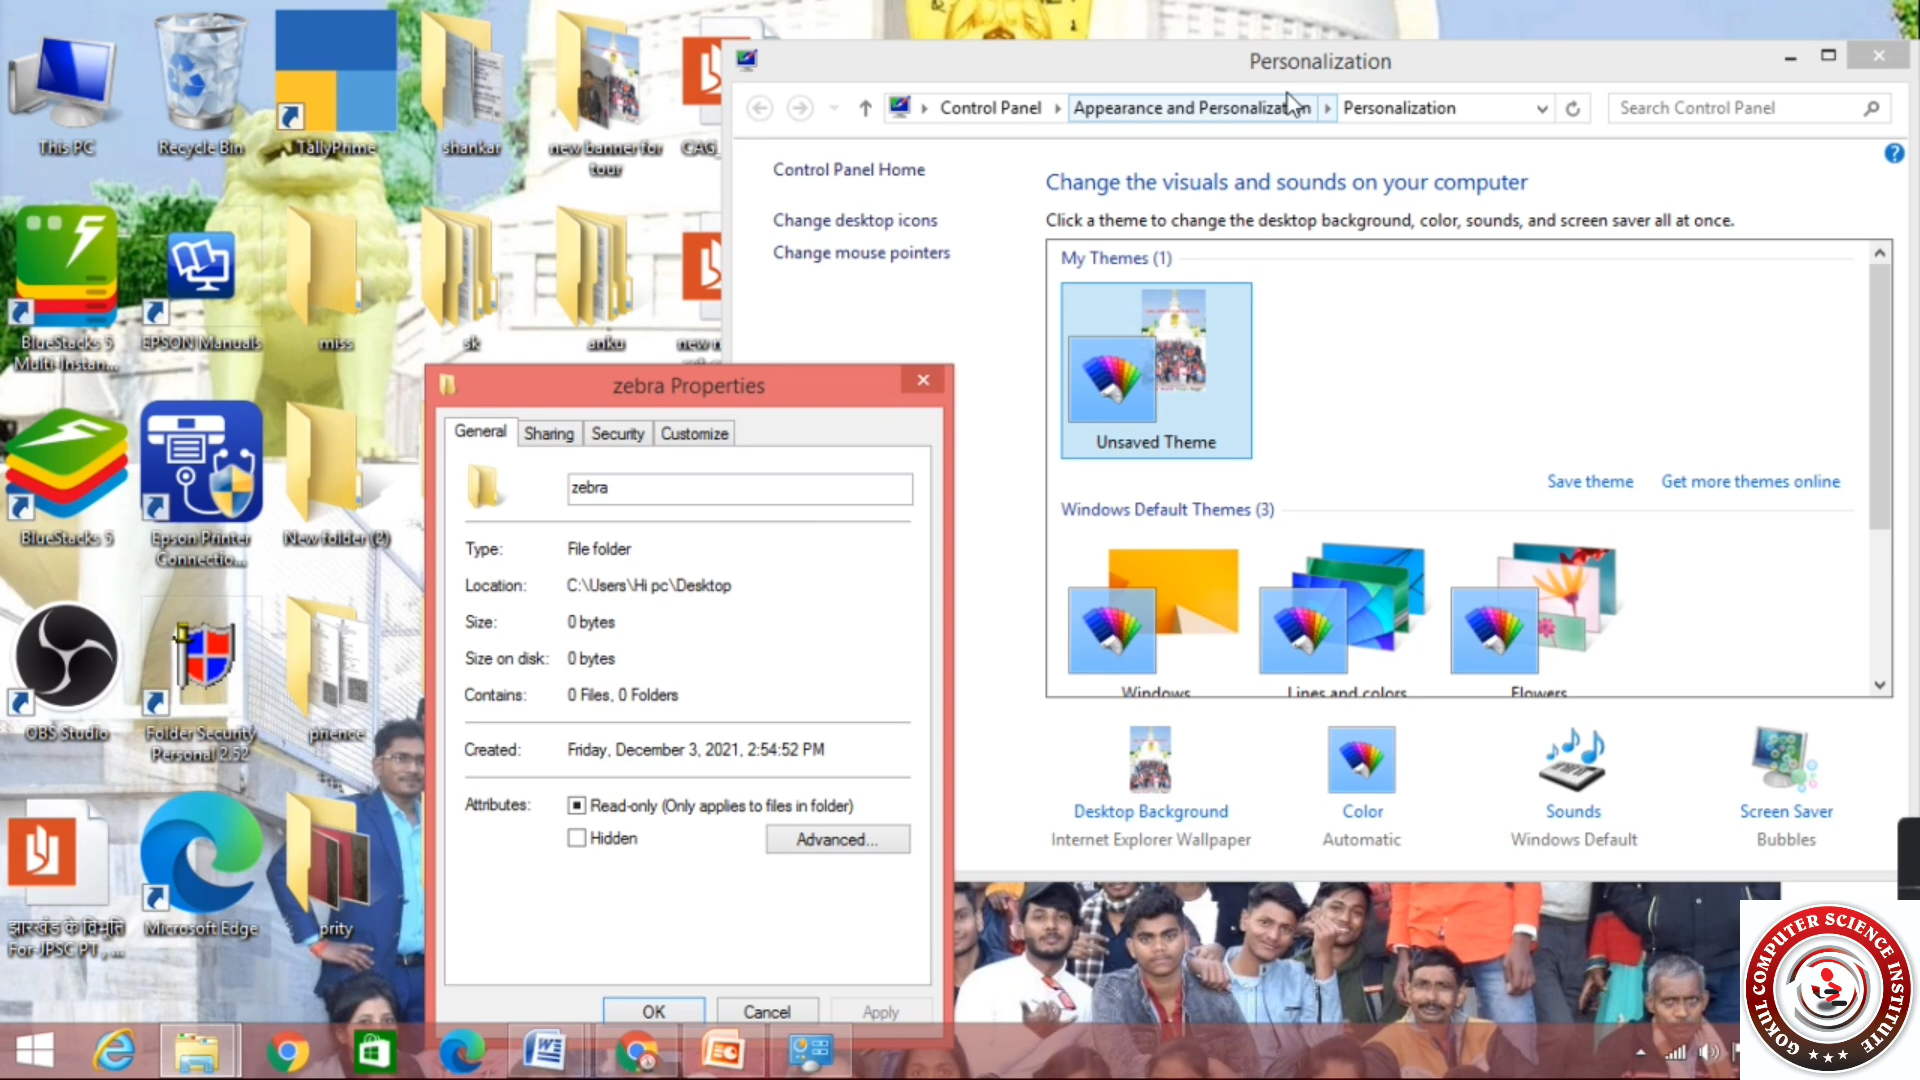 This PC
Recycle Bin
TallyPrime
shankar
new banner for
tour
CAG
BlueStacks 5
Multi-Instan...
EPSON Manuals
miss
sk
anku
new
BlueStacks 5
Epson Printer
Connectio...
New folder (2)
OBS Studio
Folder Security
Personal 2.52
prience
झारखंड के विभूति
For JPSC PT , ...
Microsoft Edge
prity
Personalization
Control Panel
Appearance and Personalization
Personalization
Search Control Panel
Control Panel Home
Change desktop icons
Change mouse pointers
Change the visuals and sounds on your computer
Click a theme to change the desktop background, color, sounds, and screen saver all at once.
My Themes (1)
Unsaved Theme
Save theme
Get more themes online
Windows Default Themes (3)
Windows
Lines and colors
Flowers
Desktop Background
Internet Explorer Wallpaper
Color
Automatic
Sounds
Windows Default
Screen Saver
Bubbles
zebra Properties
General
Sharing
Security
Customize
zebra
Type: File folder
Location: C:\Users\Hi pc\Desktop
Size: 0 bytes
Size on disk: 0 bytes
Contains: 0 Files, 0 Folders
Created: Friday, December 3, 2021, 2:54:52 PM
Attributes: Read-only (Only applies to files in folder)
Hidden
Advanced...
OK
Cancel
Apply
GOKUL COMPUTER SCIENCE INSTITUTE